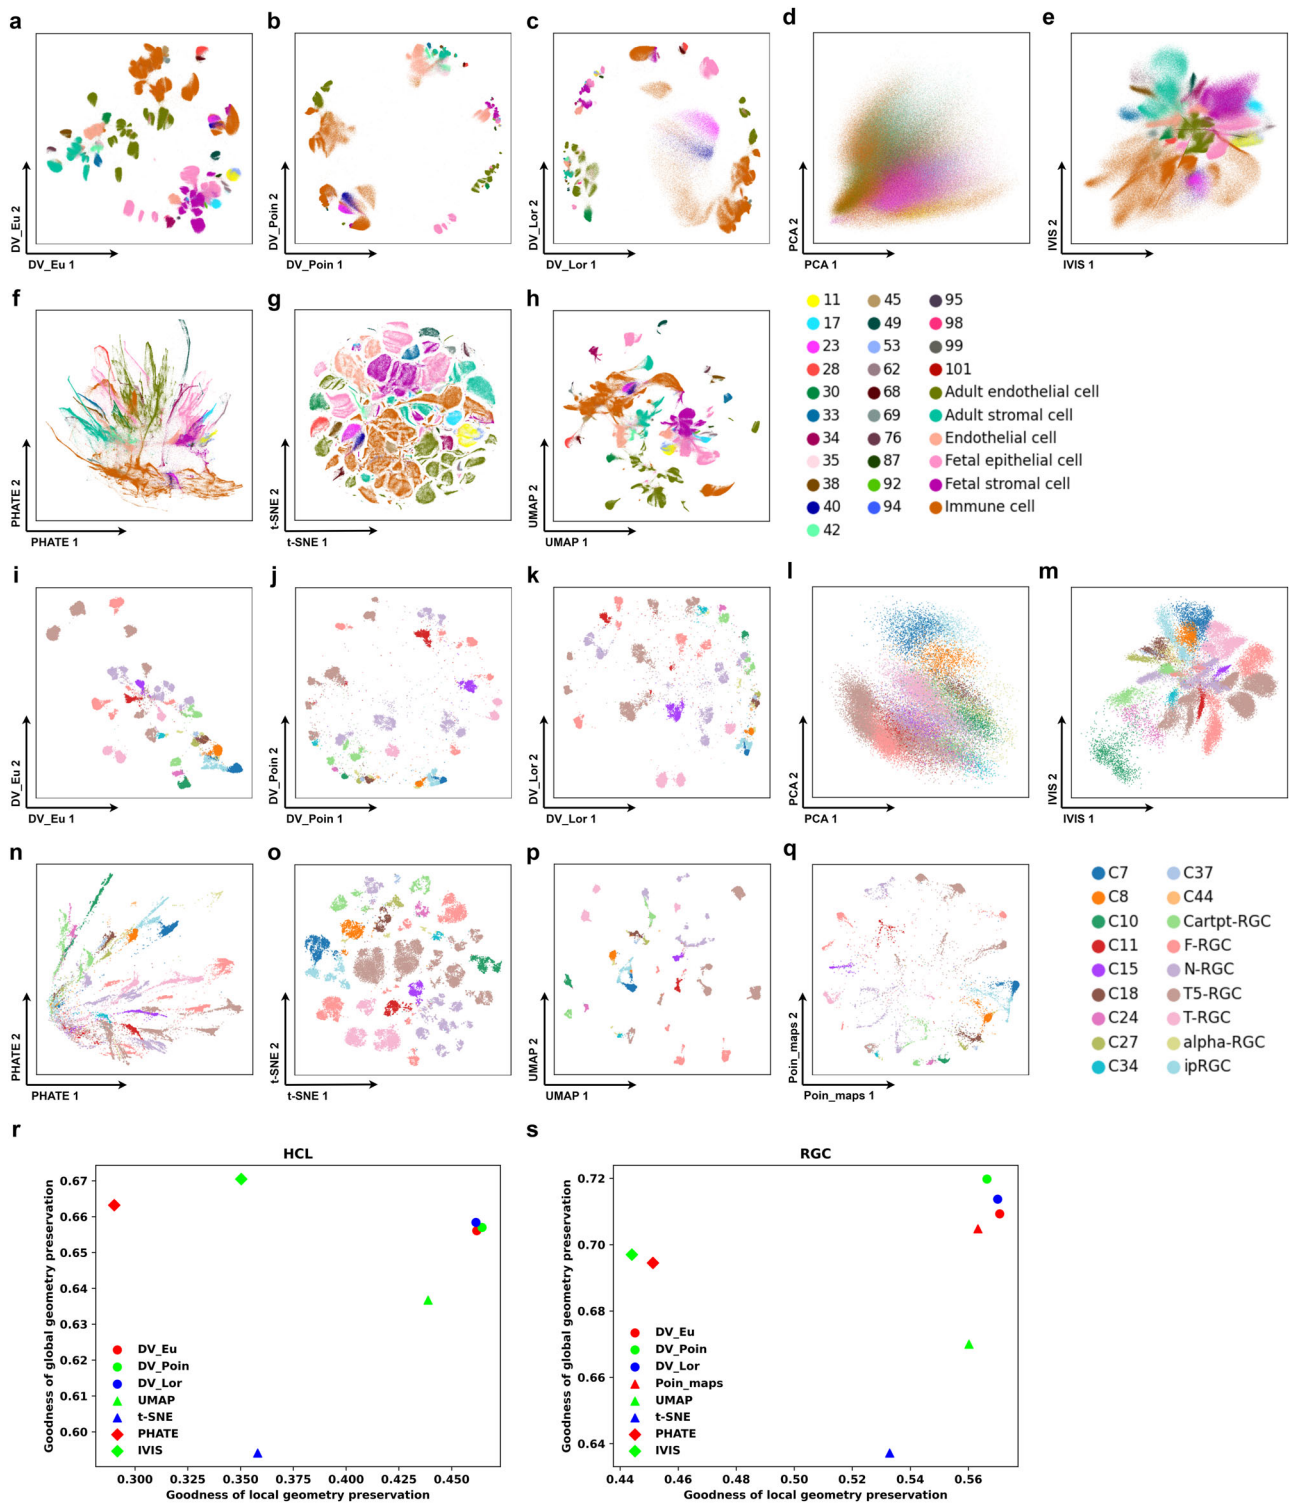 a
b
c
d
e
DV_Eu 2
DV_Eu 1
DV_Poin 2
DV_Poin 1
DV_Lor 2
DV_Lor 1
PCA 2
PCA 1
IVIS 2
IVIS 1
f
g
h
PHATE 2
PHATE 1
t-SNE 2
t-SNE 1
UMAP 2
UMAP 1
11
17
23
28
30
33
34
35
38
40
42
45
49
53
62
68
69
76
87
92
94
95
98
99
101
Adult endothelial cell
Adult stromal cell
Endothelial cell
Fetal epithelial cell
Fetal stromal cell
Immune cell
i
j
k
l
m
DV_Eu 2
DV_Eu 1
DV_Poin 2
DV_Poin 1
DV_Lor 2
DV_Lor 1
PCA 2
PCA 1
IVIS 2
IVIS 1
n
o
p
q
PHATE 2
PHATE 1
t-SNE 2
t-SNE 1
UMAP 2
UMAP 1
Poin_maps 2
Poin_maps 1
C7
C8
C10
C11
C15
C18
C24
C27
C34
C37
C44
Cartpt-RGC
F-RGC
N-RGC
T5-RGC
T-RGC
alpha-RGC
ipRGC
r
HCL
Goodness of global geometry preservation
0.67
0.66
0.65
0.64
0.63
0.62
0.61
0.60
DV_Eu
DV_Poin
DV_Lor
UMAP
t-SNE
PHATE
IVIS
0.300 0.325 0.350 0.375 0.400 0.425 0.450
Goodness of local geometry preservation
s
RGC
Goodness of global geometry preservation
0.72
0.70
0.68
0.66
0.64
DV_Eu
DV_Poin
DV_Lor
Poin_maps
UMAP
t-SNE
PHATE
IVIS
0.44 0.46 0.48 0.50 0.52 0.54 0.56
Goodness of local geometry preservation